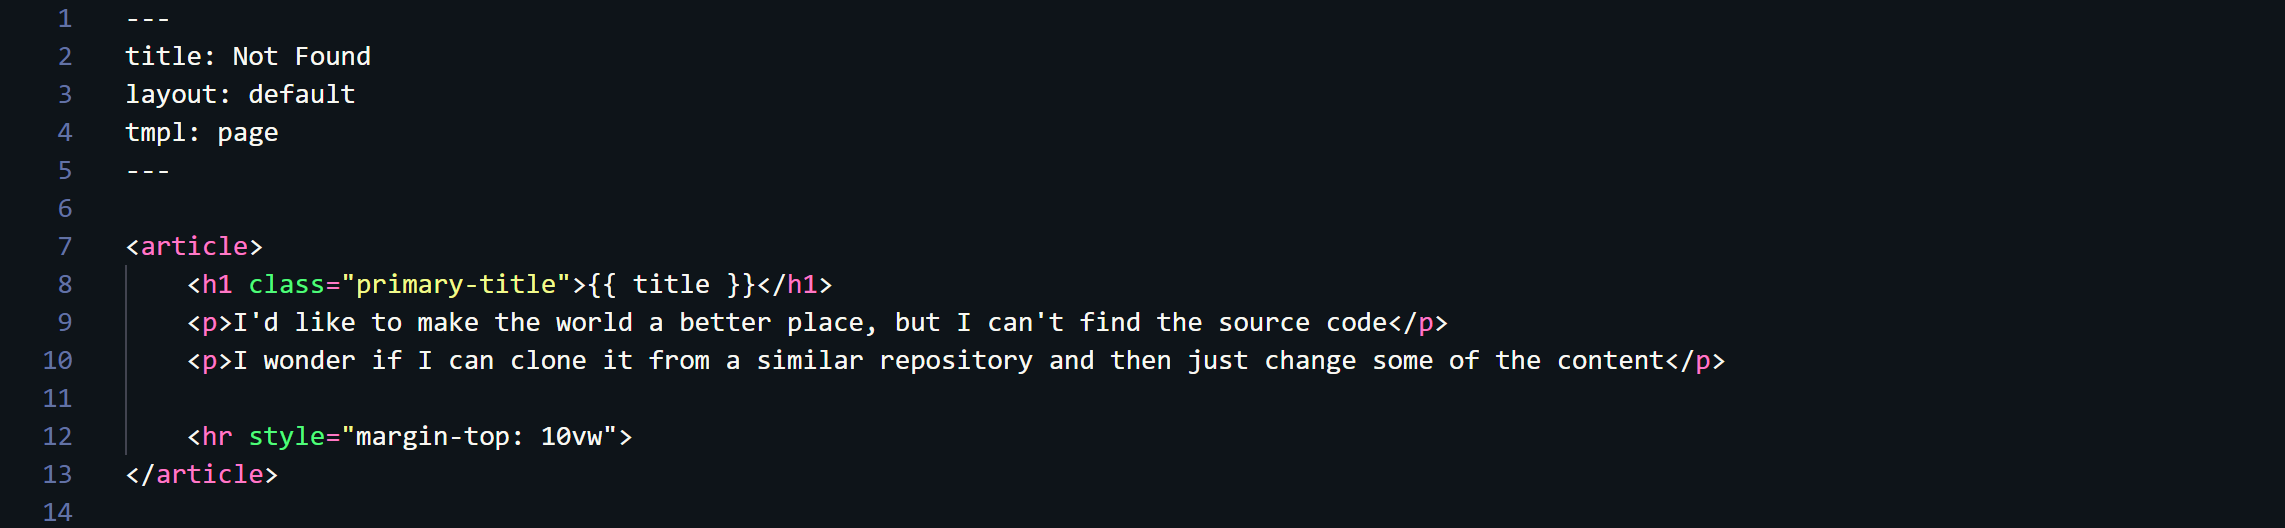 1 ---
2 title: Not Found
3 layout: default
4 tmpl: page
5 ---
6
7 <article>
8     <h1 class="primary-title">{{ title }}</h1>
9     <p>I'd like to make the world a better place, but I can't find the source code</p>
10     <p>I wonder if I can clone it from a similar repository and then just change some of the content</p>
11
12     <hr style="margin-top: 10vw">
13 </article>
14